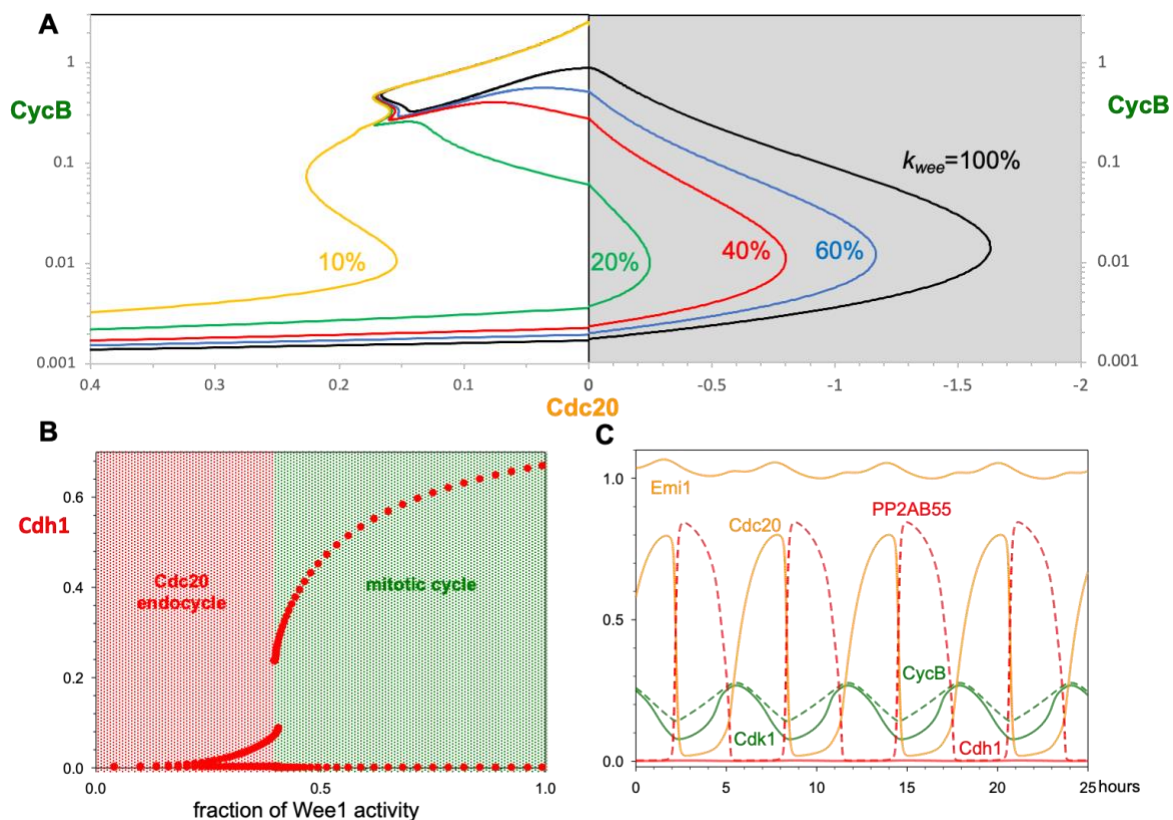 A
CycB
CycB
1
0.1
0.01
0.001
1
0.1
0.01
0.001
kwee=100%
10%
20%
40%
60%
0.4
0.3
0.2
0.1
0
-0.5
-1
-1.5
-2
Cdc20
B
Cdh1
0.6
0.4
0.2
0.0
Cdc20
endocycle
mitotic cycle
0.0
0.5
1.0
fraction of Wee1 activity
C
1.0
0.5
0.0
Emi1
Cdc20
PP2AB55
CycB
Cdk1
Cdh1
0
5
10
15
20
25
hours